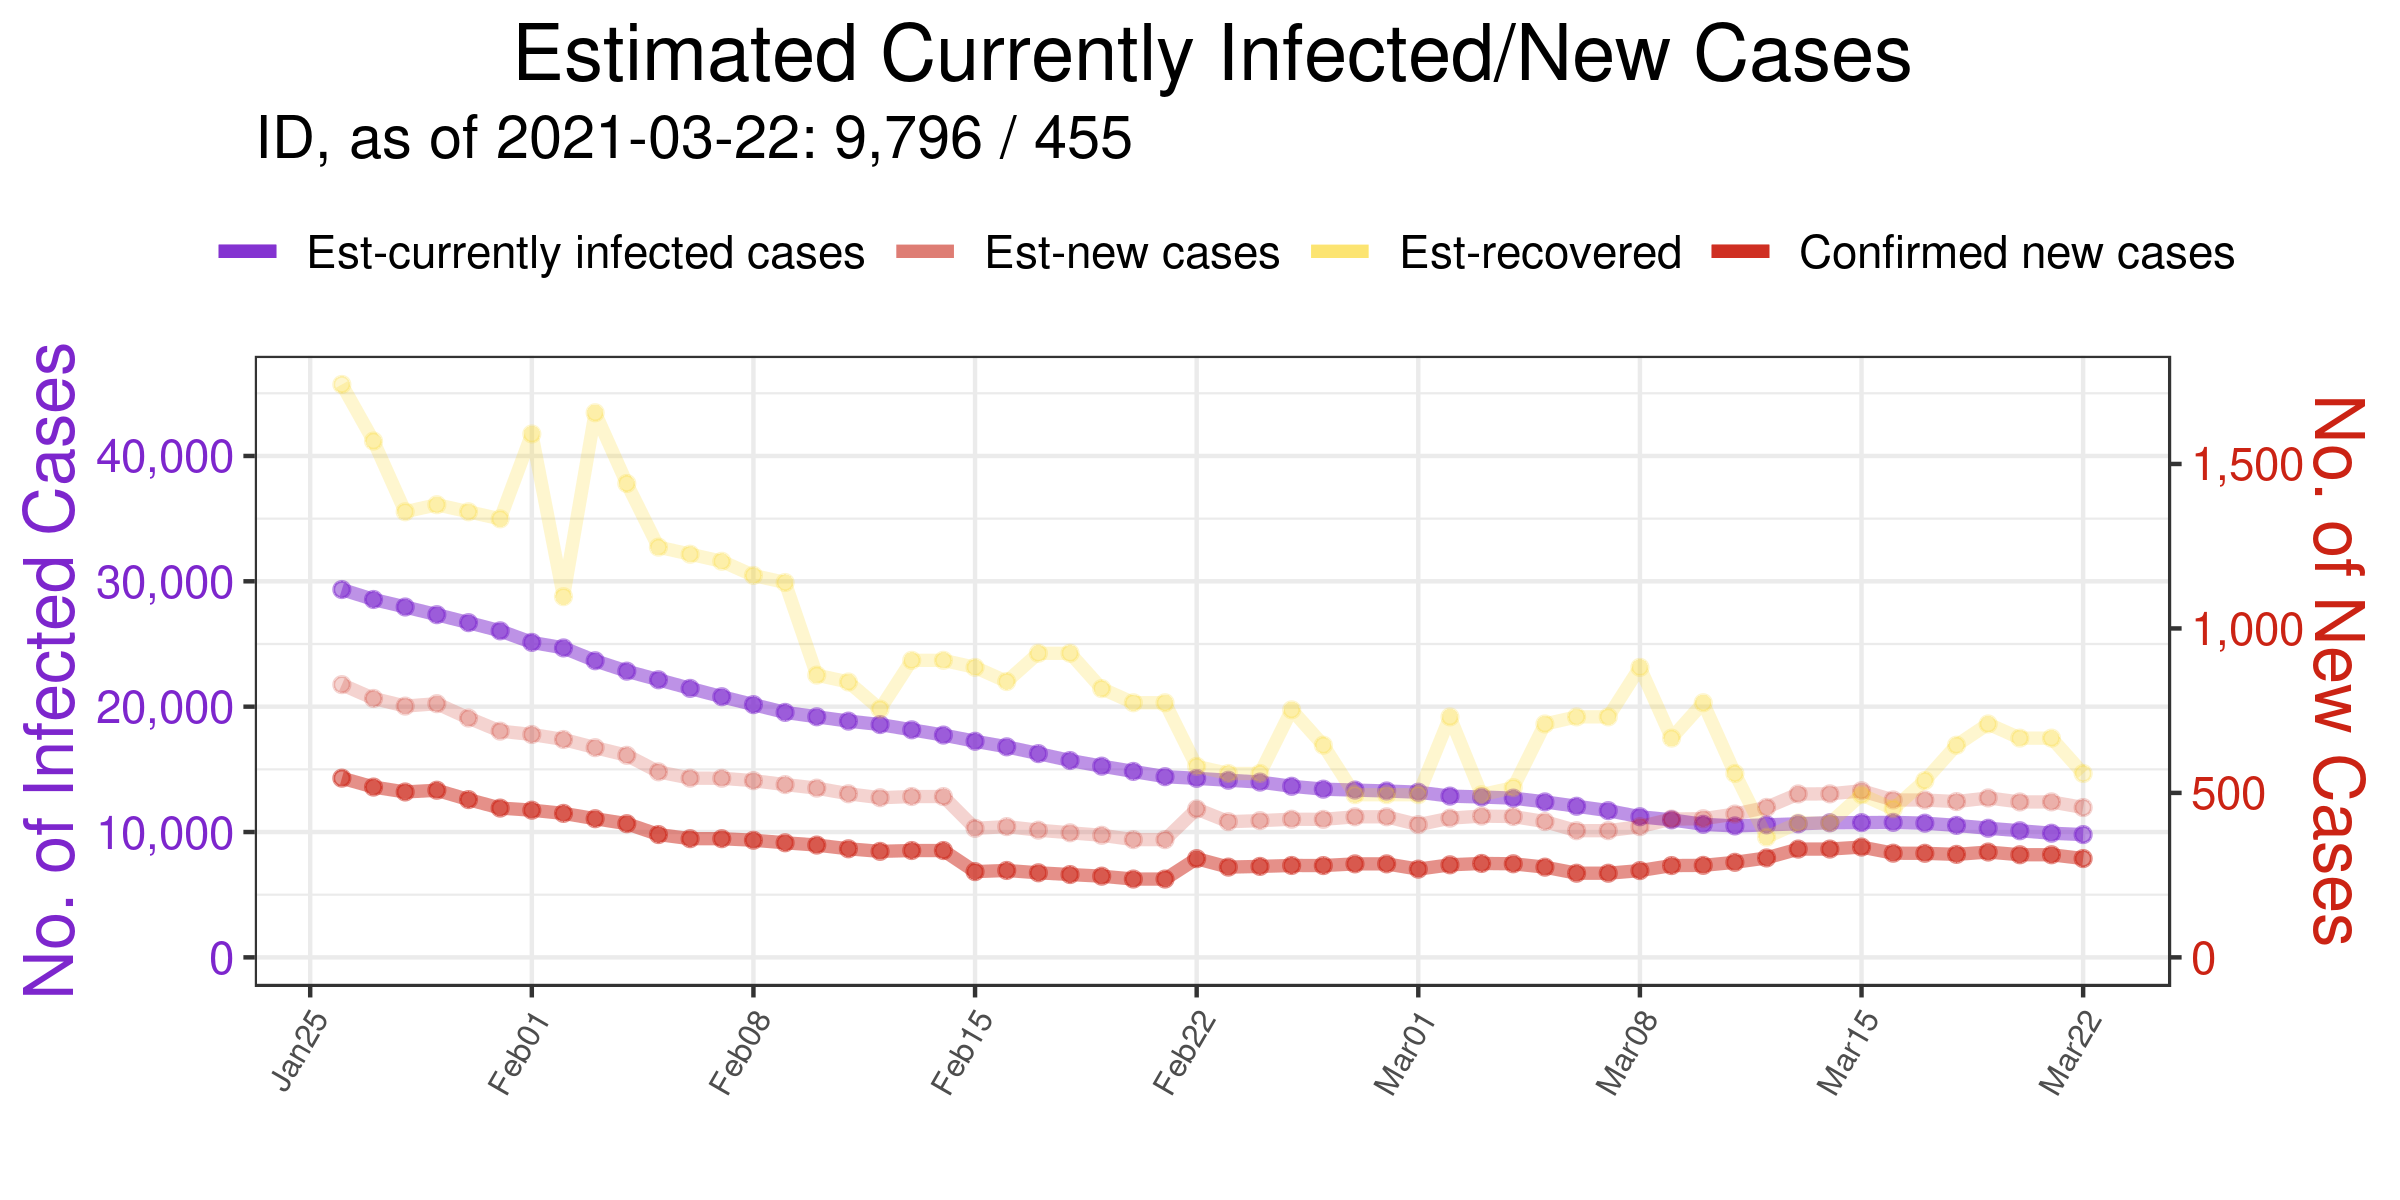 Estimated Currently Infected/New Cases
ID, as of 2021-03-22: 9,796 / 455
Est-currently infected cases Est-new cases Est-recovered Confirmed new cases
No. of Infected Cases
40,000
30,000
20,000
10,000
0
1,500
1,000
500
0
No. of New Cases
Jan25 Feb01 Feb08 Feb15 Feb22 Mar01 Mar08 Mar15 Mar22